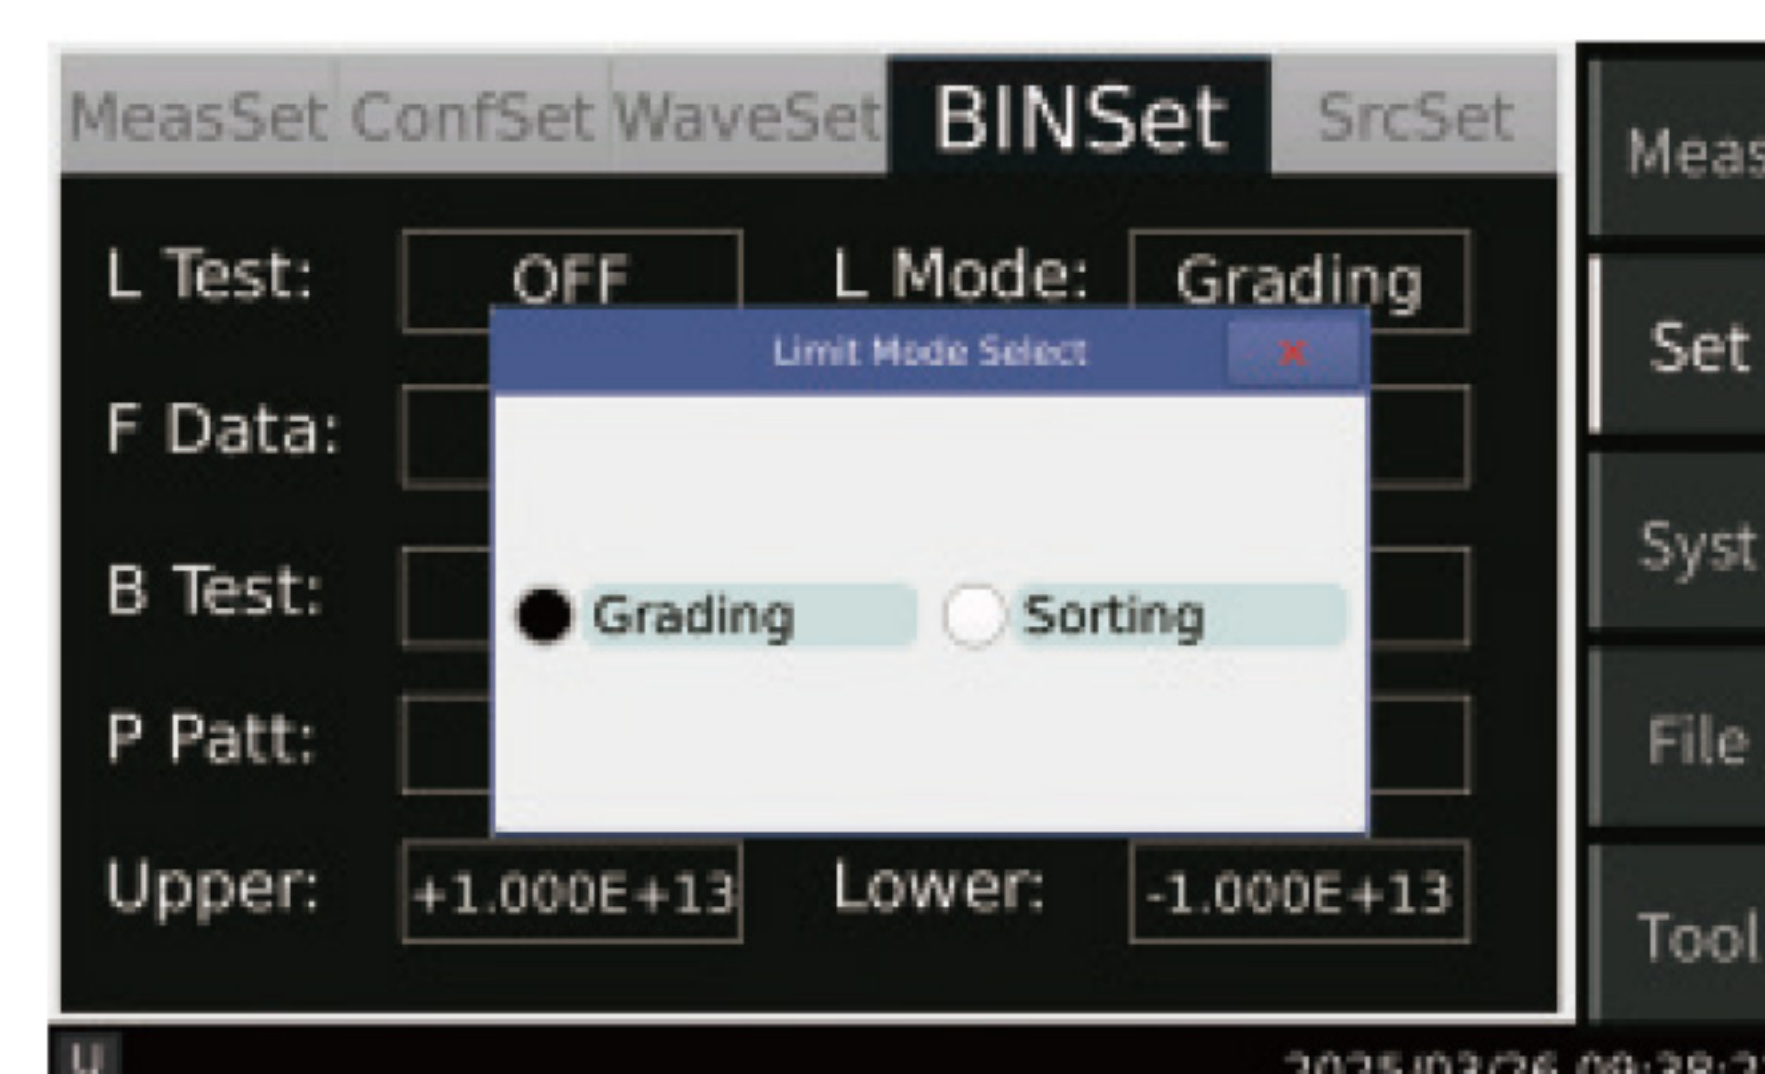 MeasSet ConfSet WaveSet BINSet SrcSet
Meas
L Test: OFF L Mode: Grading
Limit Mode Select
Set
F Data:
Syst
B Test:
Grading Sorting
P Patt:
File
Upper: +1.000E+13 Lower: -1.000E+13
Tool